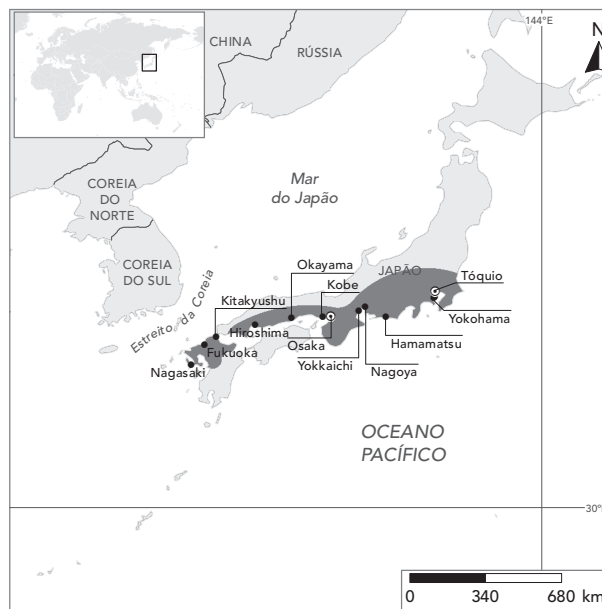 144°E
N
CHINA
RÚSSIA
COREIA
DO
NORTE
Mar
do Japão
COREIA
DO SUL
Estreito da Coreia
Okayama
JAPÃO
Tóquio
Kitakyushu
Kobe
Yokohama
Hiroshima
Osaka
Hamamatsu
Fukuoka
Yokkaichi
Nagasaki
Nagoya
OCEANO
PACÍFICO
30°
0 340 680 km